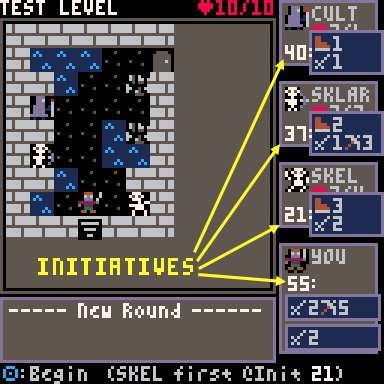 TEST LEVEL ♥10/10
CULT
40:
1
1
SKLAR
37:
2
1 3
SKEL
21:
3
2
YOU
55:
2 5
2
INITIATIVES
----- New Round ------
O:Begin (SKEL first @Init 21)